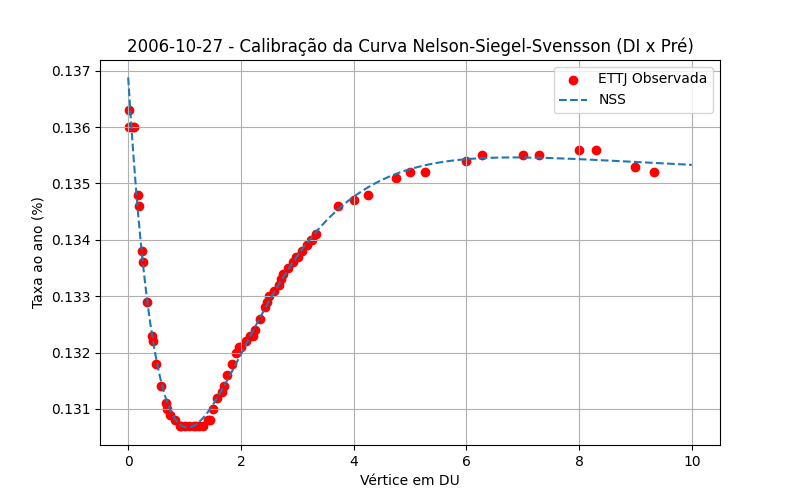 2006-10-27 - Calibração da Curva Nelson-Siegel-Svensson (DI x Pré)
ETTJ Observada
NSS
Taxa ao ano (%)
0.137
0.136
0.135
0.134
0.133
0.132
0.131
0 2 4 6 8 10
Vértice em DU